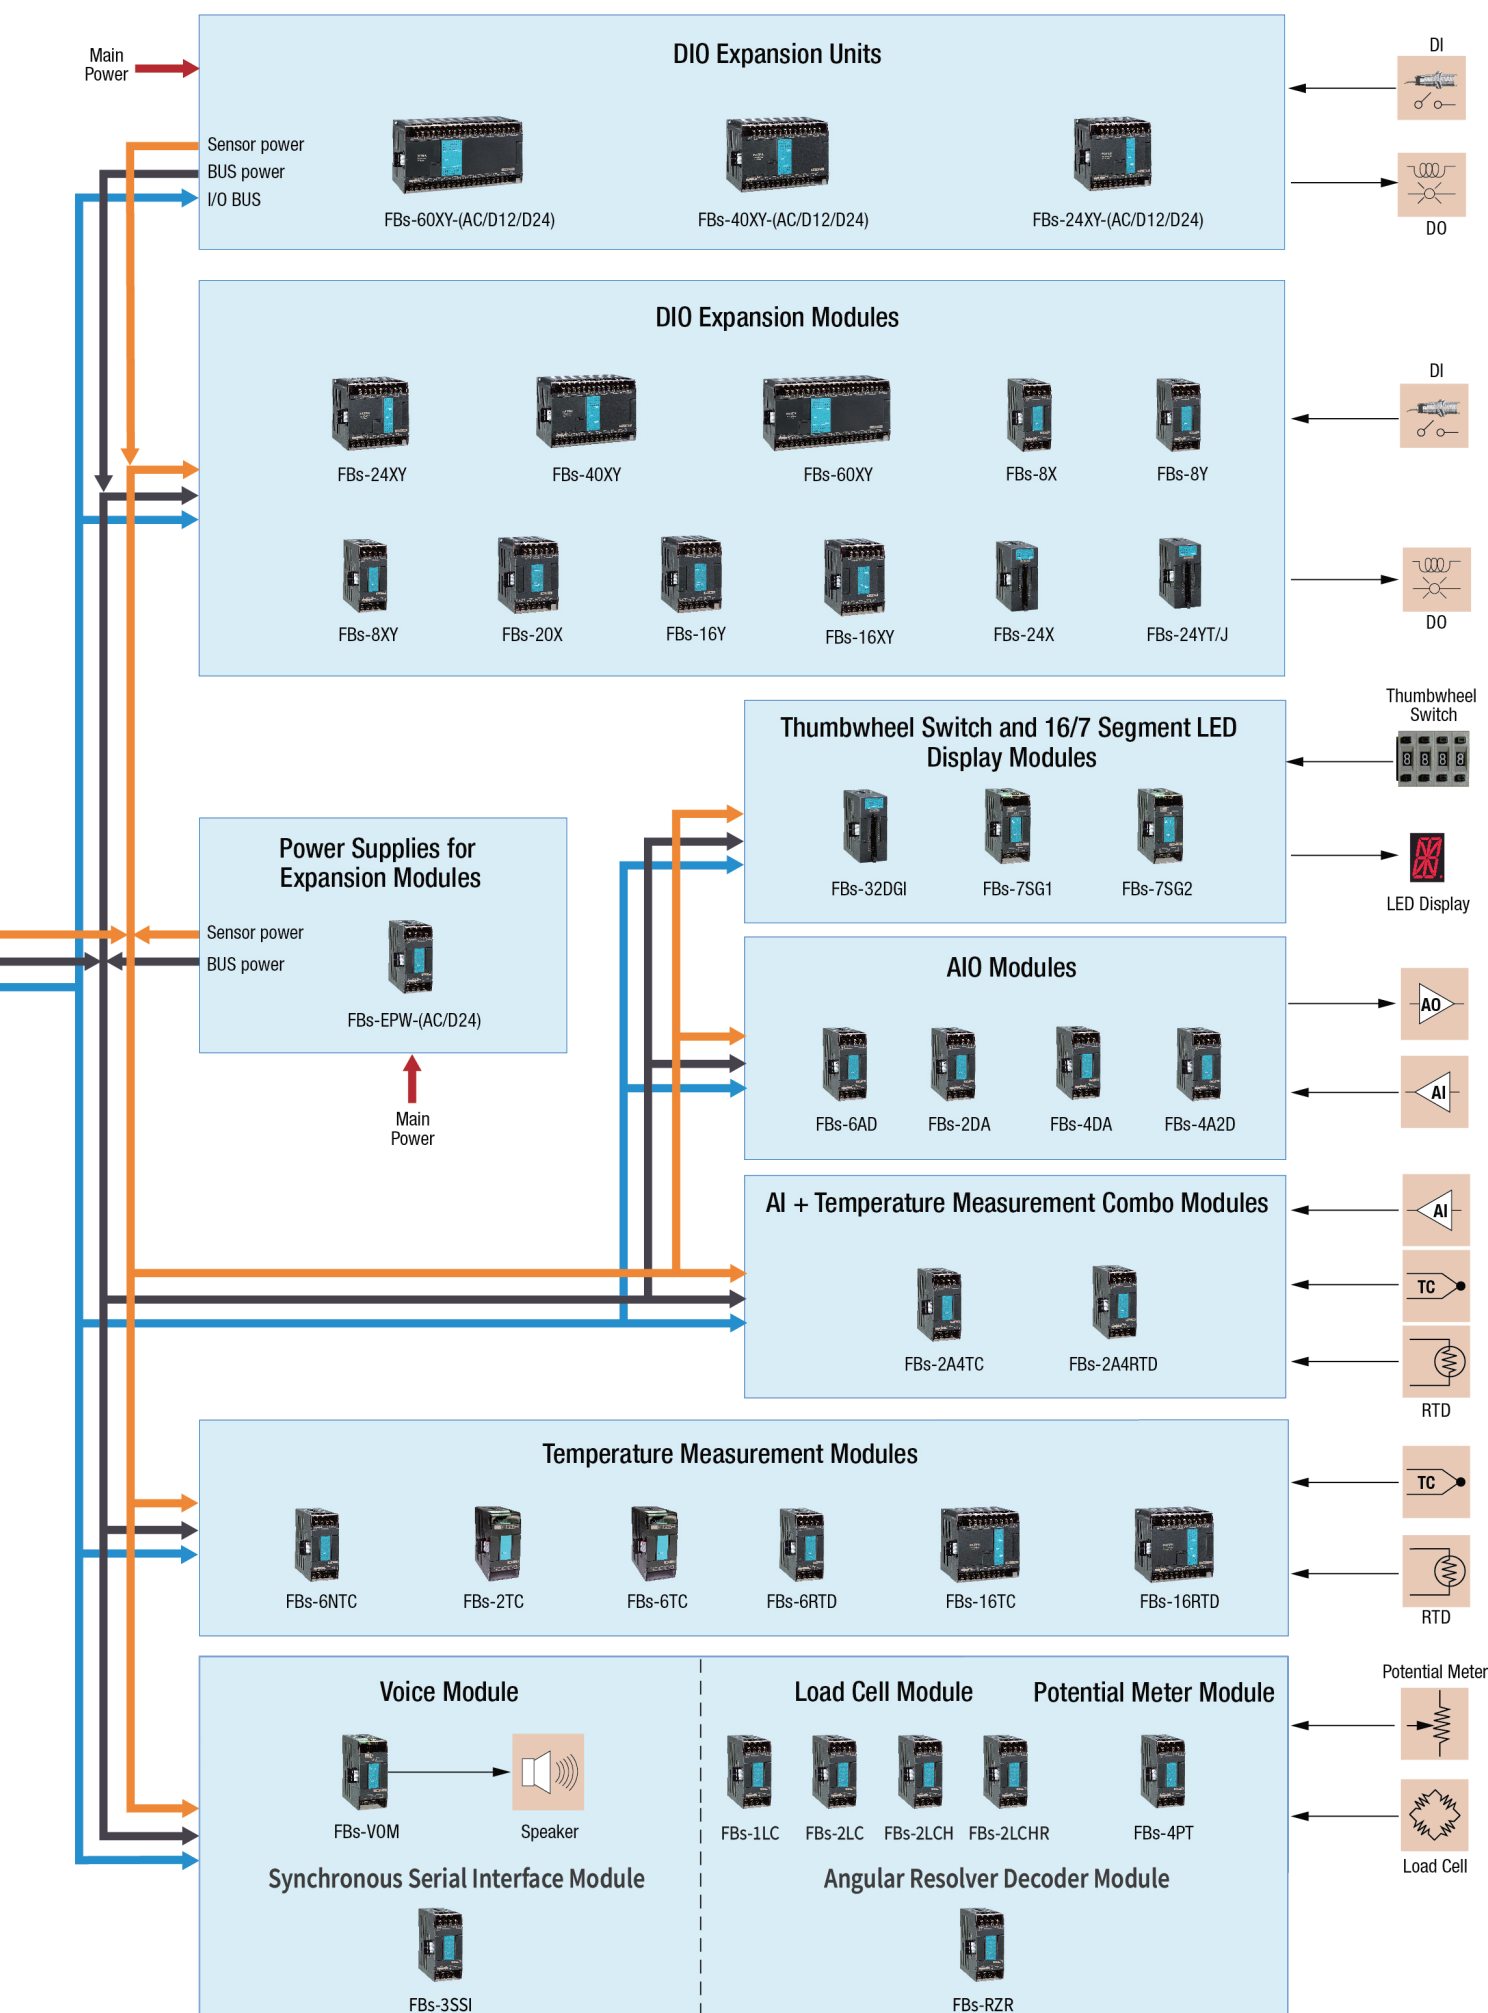 DIO Expansion Units
Main
Power
Sensor power
BUS power
I/O BUS
FBs-60XY-(AC/D12/D24)
FBs-40XY-(AC/D12/D24)
FBs-24XY-(AC/D12/D24)
DI
DO
DIO Expansion Modules
FBs-24XY
FBs-40XY
FBs-60XY
FBs-8X
FBs-8Y
FBs-8XY
FBs-20X
FBs-16Y
FBs-16XY
FBs-24X
FBs-24YT/J
DI
DO
Thumbwheel Switch and 16/7 Segment LED
Display Modules
FBs-32DGI
FBs-7SG1
FBs-7SG2
Thumbwheel
Switch
8 8 8 8
LED Display
Power Supplies for
Expansion Modules
Sensor power
BUS power
FBs-EPW-(AC/D24)
Main
Power
AIO Modules
FBs-6AD
FBs-2DA
FBs-4DA
FBs-4A2D
AO
AI
AI + Temperature Measurement Combo Modules
FBs-2A4TC
FBs-2A4RTD
AI
TC
RTD
Temperature Measurement Modules
FBs-6NTC
FBs-2TC
FBs-6TC
FBs-6RTD
FBs-16TC
FBs-16RTD
TC
RTD
Voice Module
FBs-VOM
Speaker
Load Cell Module
FBs-1LC
FBs-2LC
FBs-2LCH
FBs-2LCHR
Potential Meter Module
FBs-4PT
Potential Meter
Load Cell
Synchronous Serial Interface Module
FBs-3SSI
Angular Resolver Decoder Module
FBs-RZR